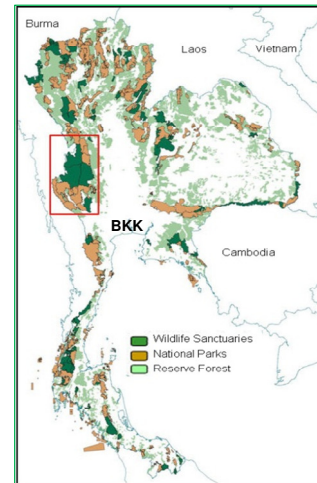 Burma
Laos
Vietnam
BKK
Cambodia
Wildlife Sanctuaries
National Parks
Reserve Forest